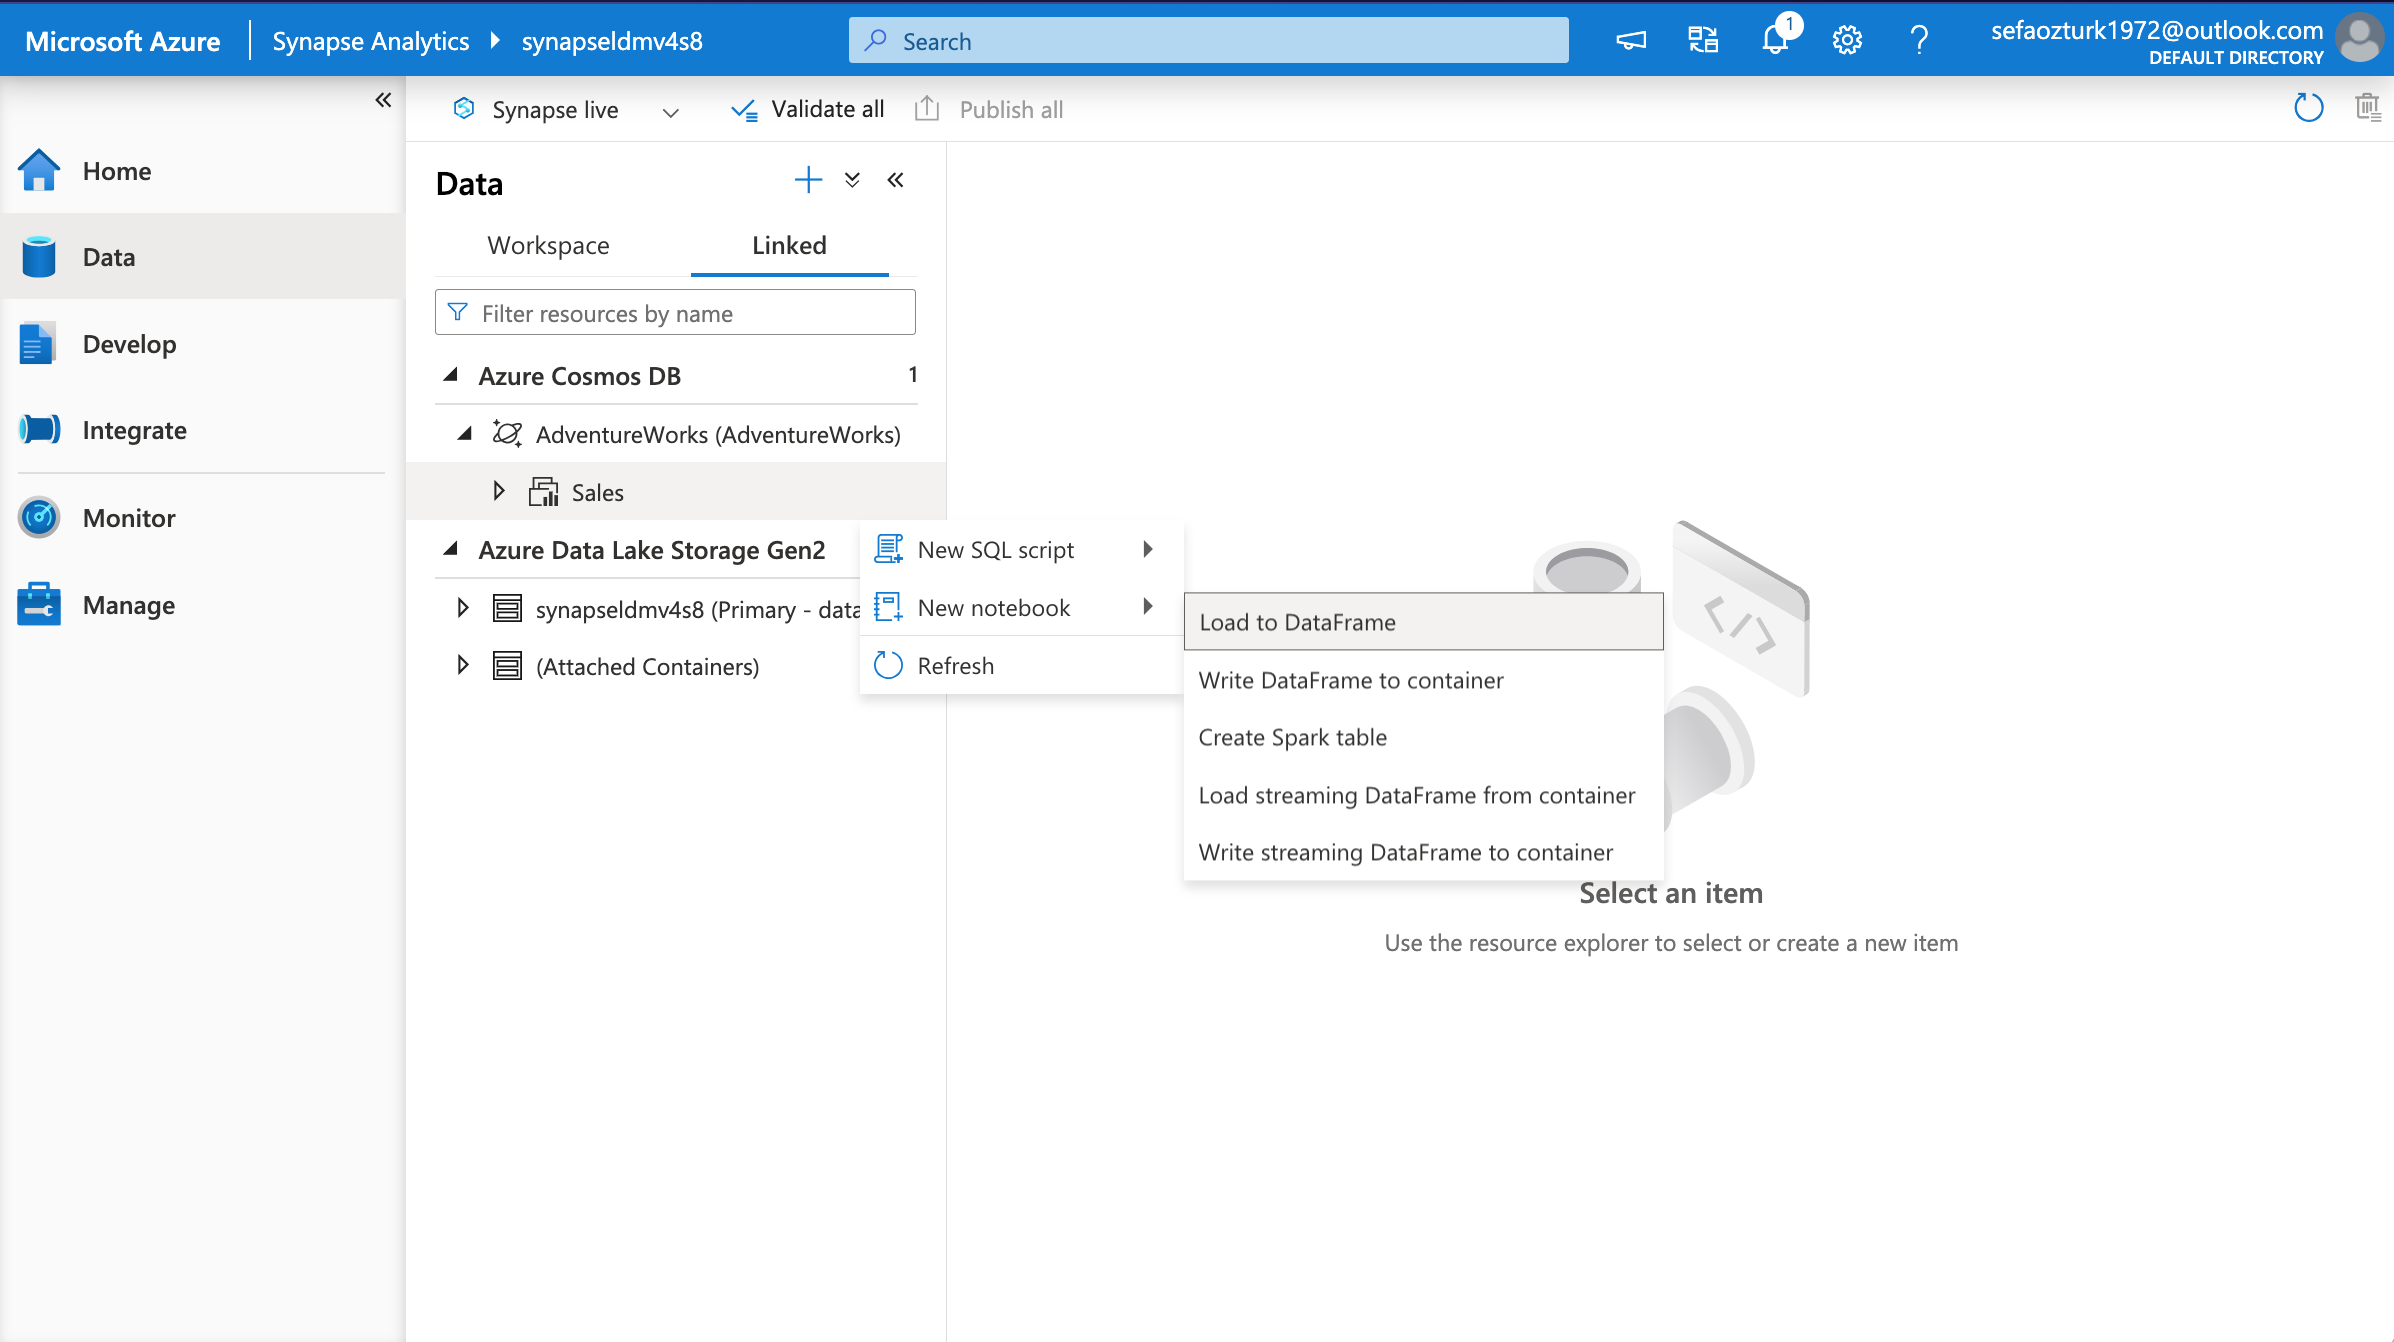 Microsoft Azure
Synapse Analytics
synapseldmv4s8
Search
1
sefaozturk1972@outlook.com
DEFAULT DIRECTORY
Synapse live
Validate all
Publish all
Home
Data
Develop
Integrate
Monitor
Manage
Data
Workspace
Linked
Filter resources by name
Azure Cosmos DB
1
AdventureWorks (AdventureWorks)
Sales
Azure Data Lake Storage Gen2
synapseldmv4s8 (Primary - data
(Attached Containers)
New SQL script
New notebook
Refresh
Load to DataFrame
Write DataFrame to container
Create Spark table
Load streaming DataFrame from container
Write streaming DataFrame to container
</>
Select an item
Use the resource explorer to select or create a new item